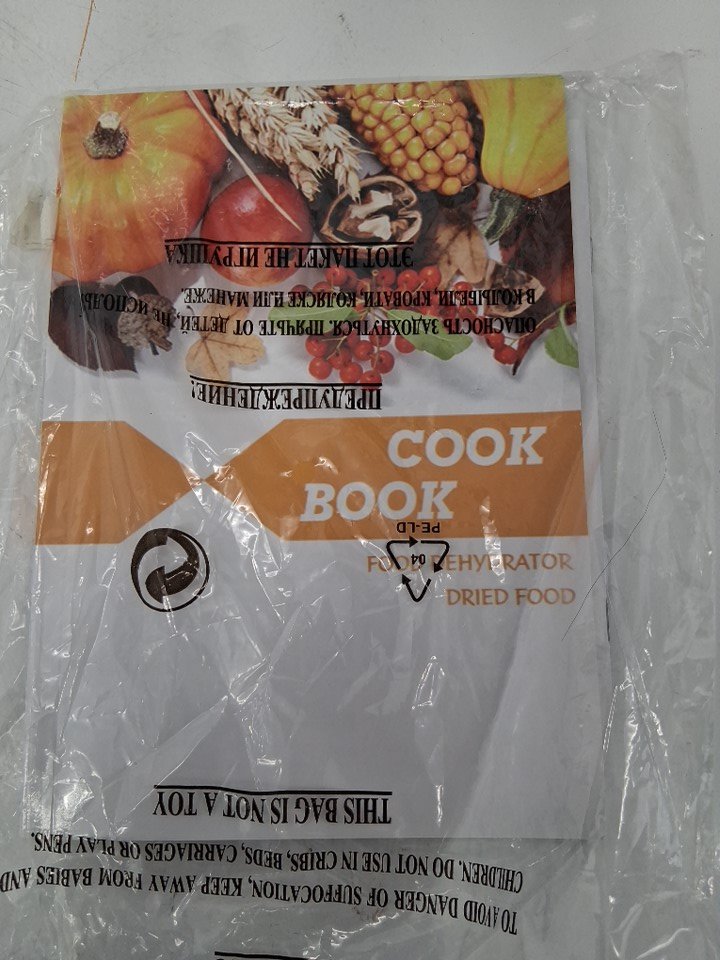 COOK
BOOK
FOOD DEHYDRATOR
DRIED FOOD
TO AVOID DANGER OF SUFFOCATION, KEEP AWAY FROM BABIES AND
CHILDREN. DO NOT USE IN CRIBS, BEDS, CARRIAGES OR PLAY PENS.
THIS BAG IS NOT A TOY
04
PE-LD
ПРЕДУПРЕЖДЕНИЕ!
ОПАСНОСТЬ ЗАДОХНУТЬСЯ. ПРЯЧЬТЕ ОТ ДЕТЕЙ, НЕ
В КОЛЫБЕЛИ, КРОВАТИ, КОЛЯСКЕ ИЛИ МАНЕЖЕ.
ЭТОТ ПАКЕТ НЕ ИГРУШКА